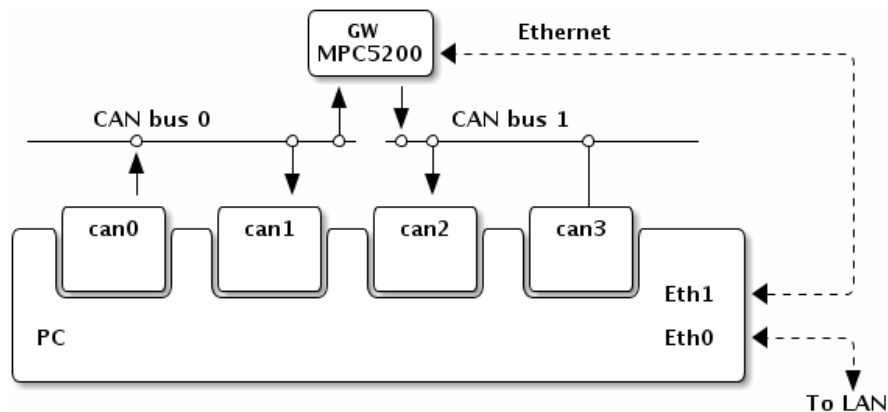 GW
MPC5200
Ethernet
CAN bus 0
CAN bus 1
can0
can1
can2
can3
Eth1
PC
Eth0
To LAN